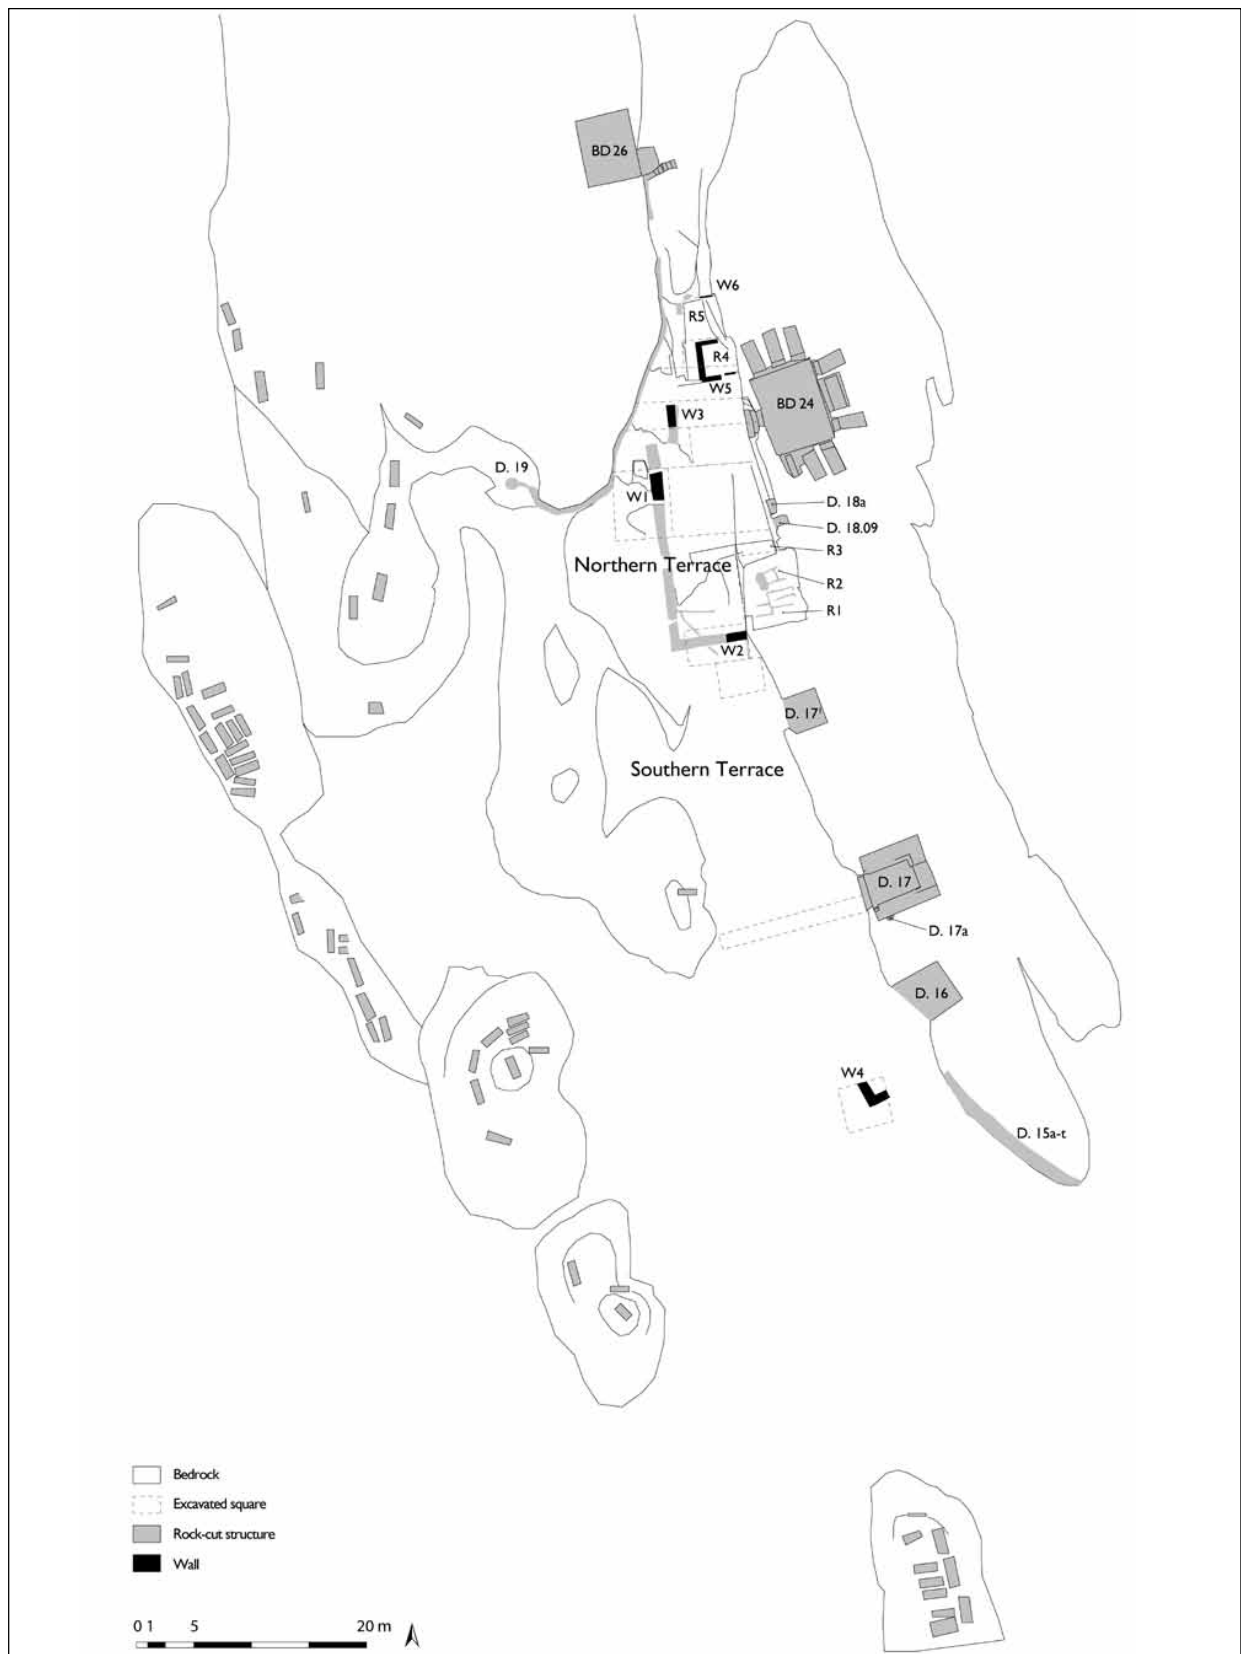 BD 26
W6
R5
R4
W5
BD 24
W3
D. 19
W1
D. 18a
D. 18.09
R3
Northern Terrace
R2
R1
W2
D. 17'
Southern Terrace
D. 17
D. 17a
D. 16
W4
D. 15a-t
Bedrock
Excavated square
Rock-cut structure
Wall
0 1 5 20 m